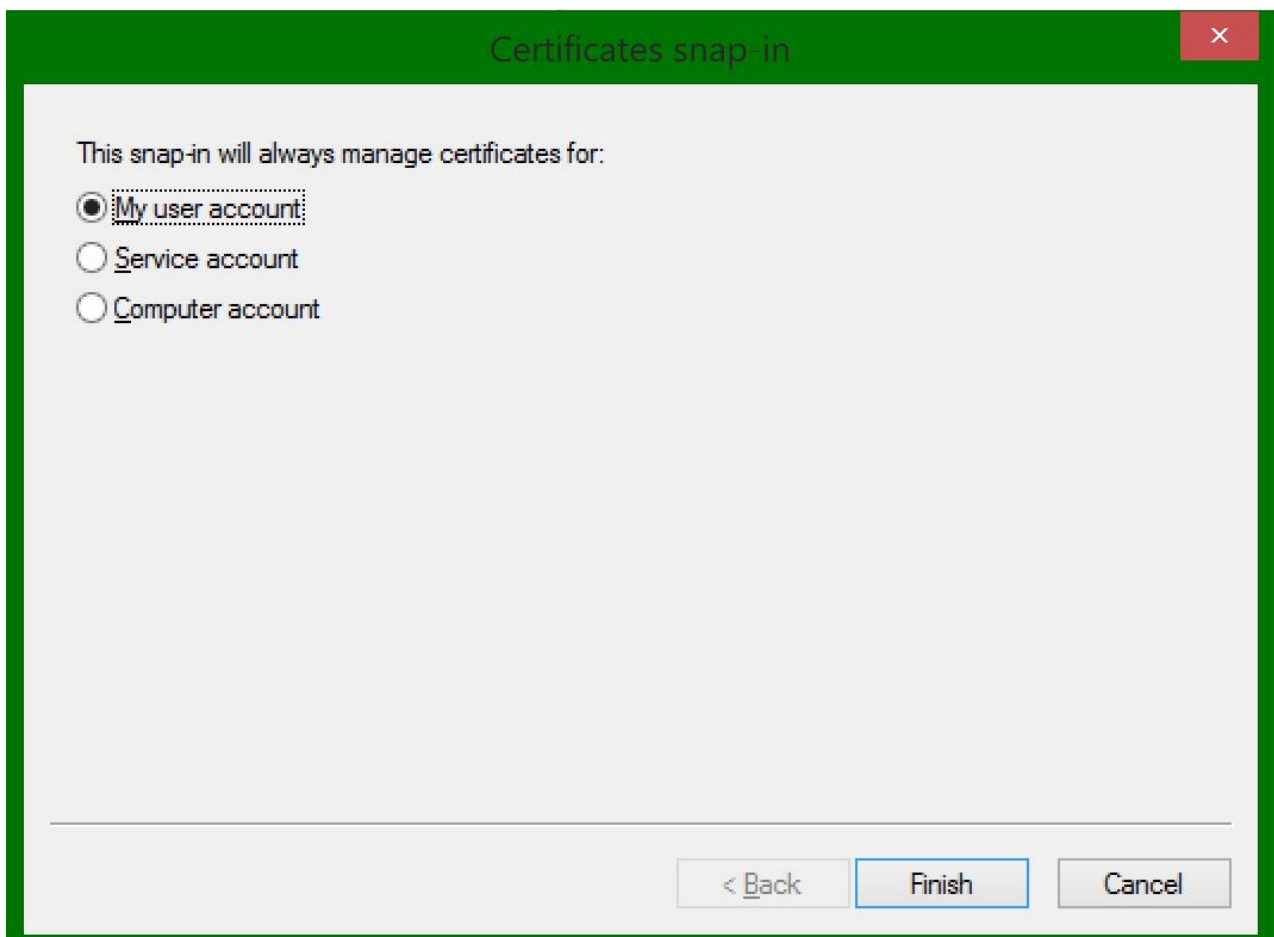 Certificates snap-in
This snap-in will always manage certificates for:
My user account
Service account
Computer account
< Back Finish Cancel